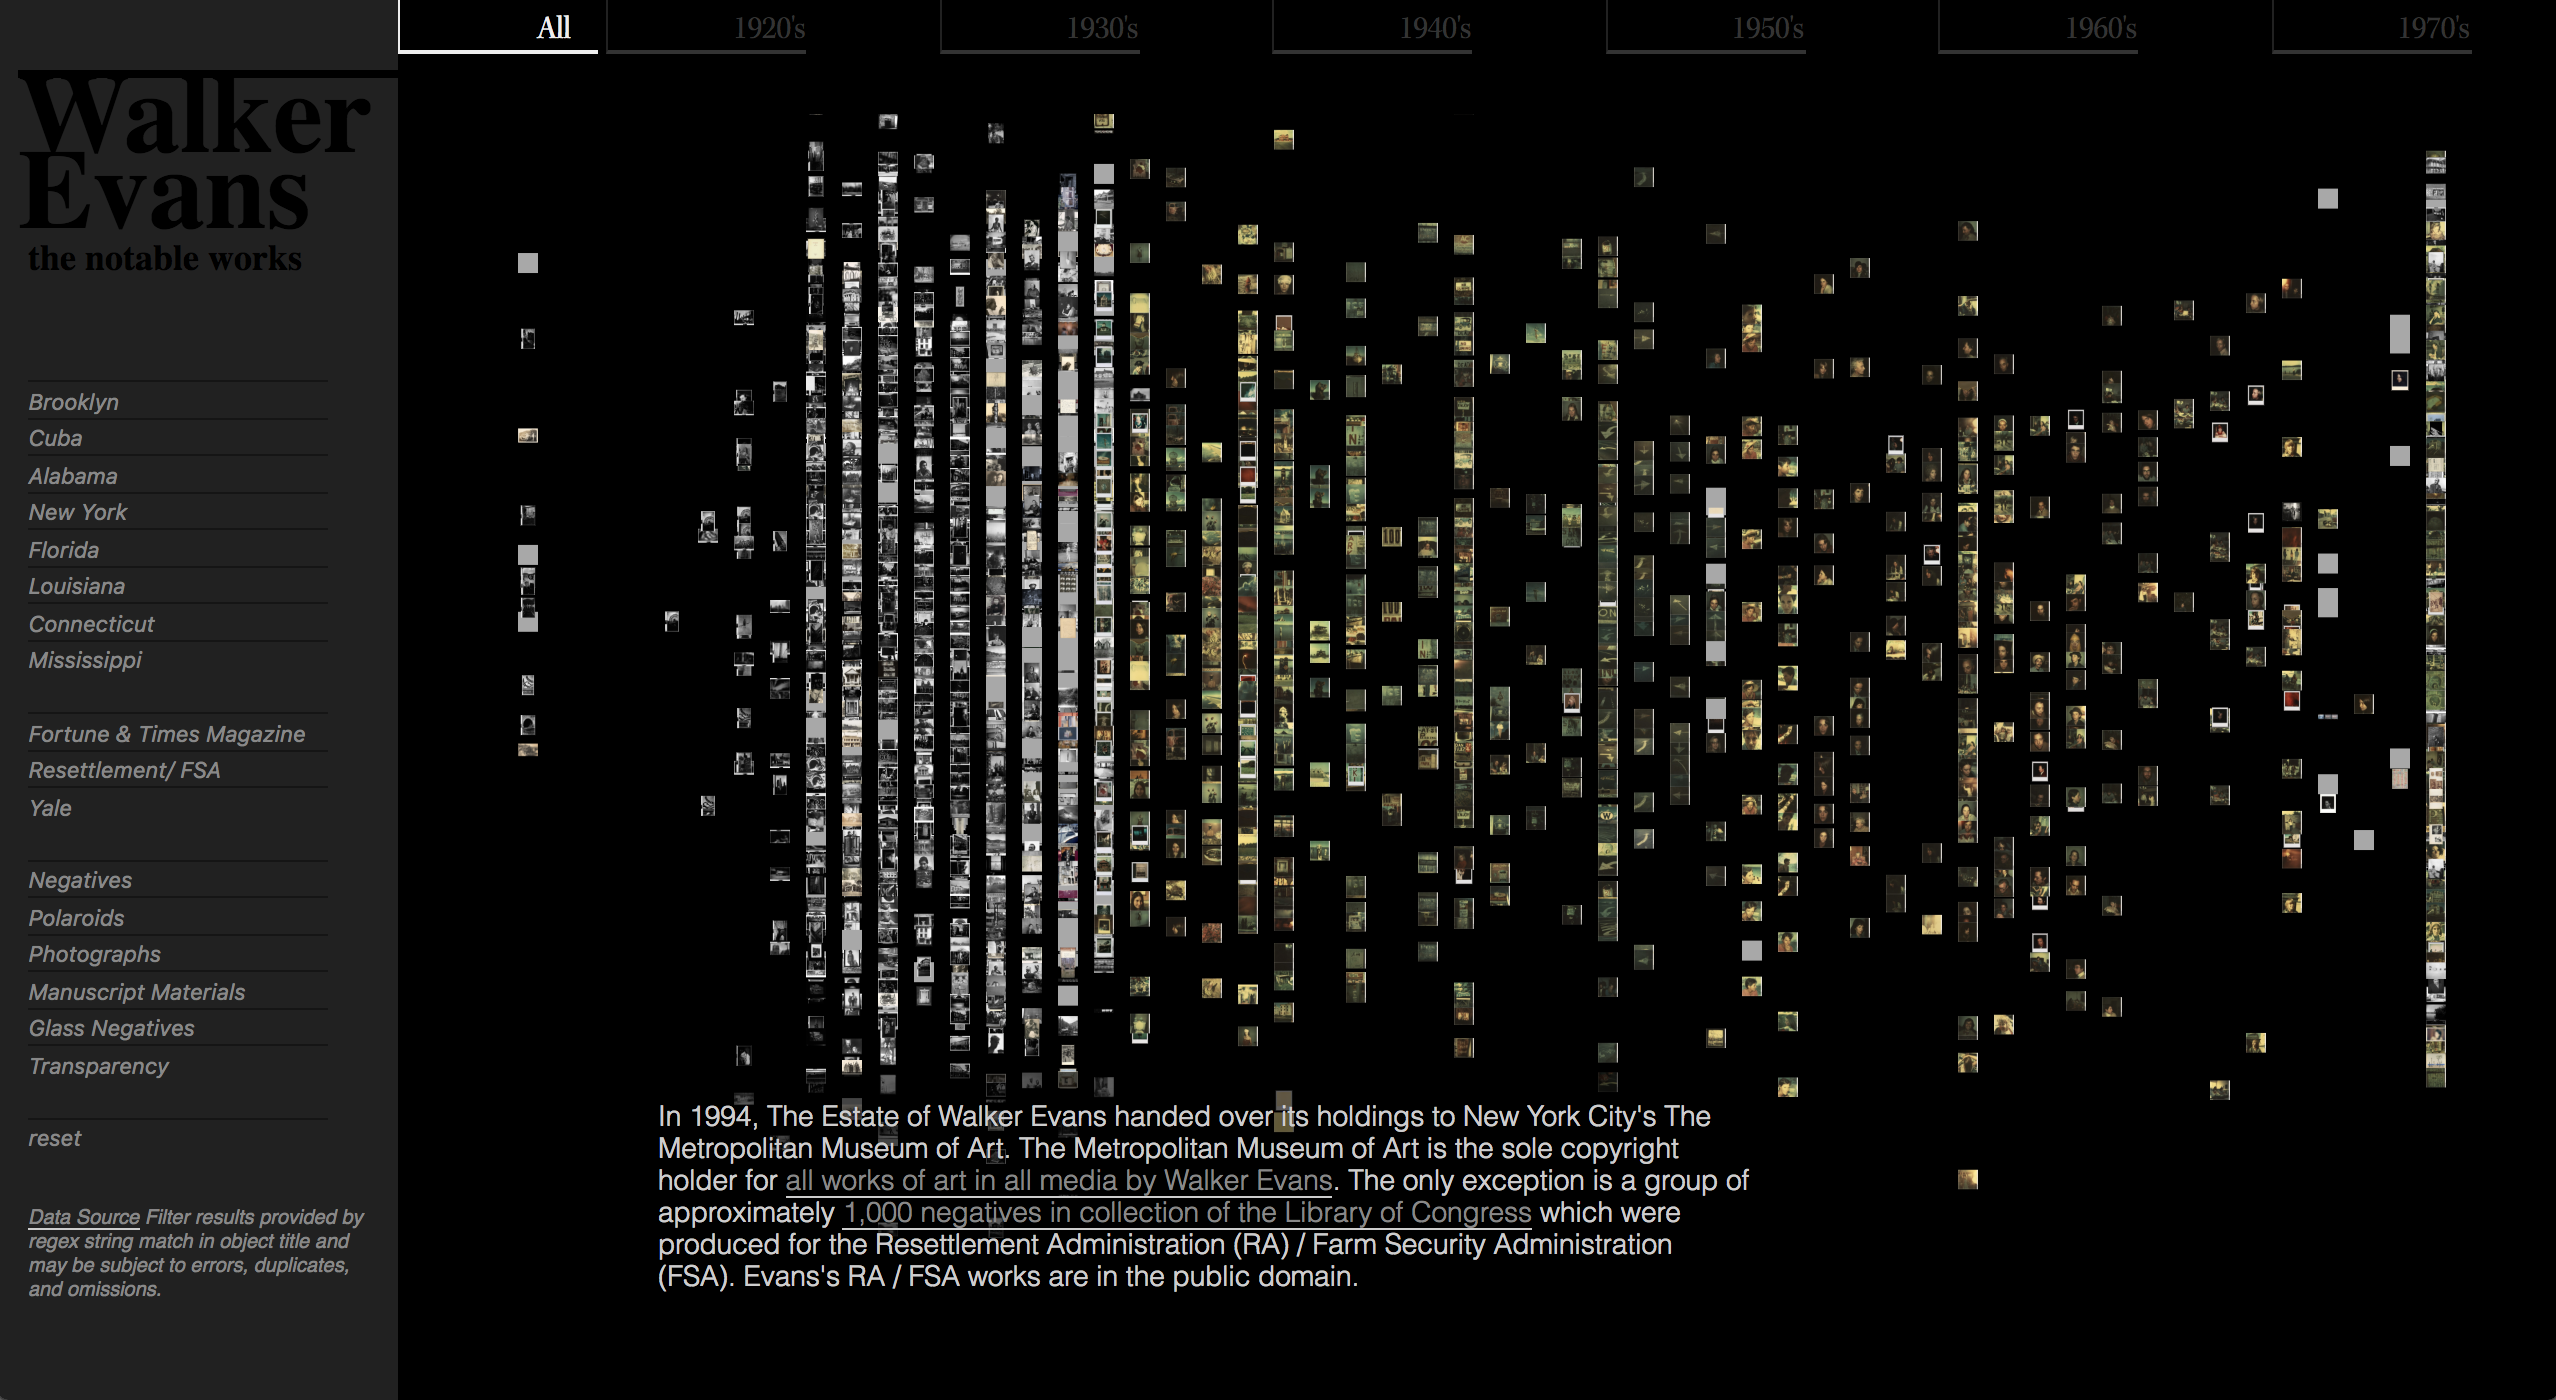 All
1920's
1930's
1940's
1950's
1960's
1970's
Walker
Evans
the notable works
Brooklyn
Cuba
Alabama
New York
Florida
Louisiana
Connecticut
Mississippi
Fortune & Times Magazine
Resettlement/ FSA
Yale
Negatives
Polaroids
Photographs
Manuscript Materials
Glass Negatives
Transparency
reset
Data Source Filter results provided by
regex string match in object title and
may be subject to errors, duplicates,
and omissions.
In 1994, The Estate of Walker Evans handed over its holdings to New York City's The
Metropolitan Museum of Art. The Metropolitan Museum of Art is the sole copyright
holder for all works of art in all media by Walker Evans. The only exception is a group of
approximately 1,000 negatives in collection of the Library of Congress which were
produced for the Resettlement Administration (RA) / Farm Security Administration
(FSA). Evans's RA / FSA works are in the public domain.